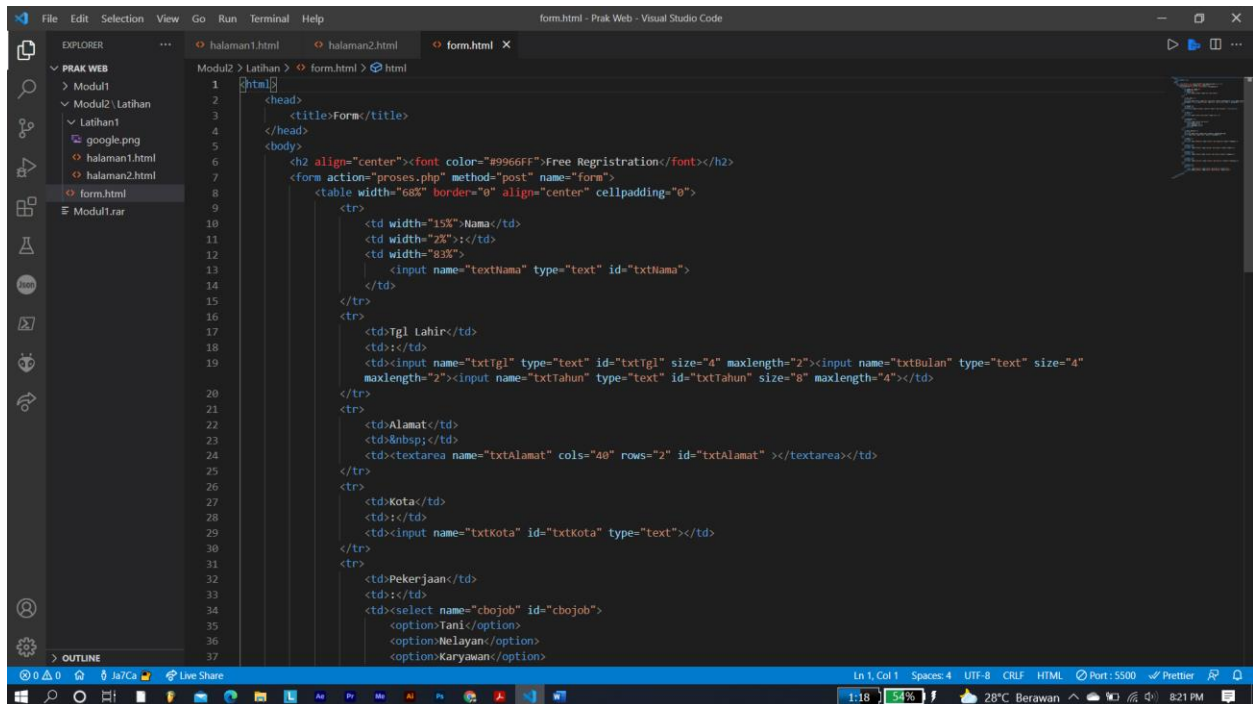 File Edit Selection View Go Run Terminal Help
form.html - Prak Web - Visual Studio Code
EXPLORER
PRAK WEB
Modul1
Modul2 \ Latihan
Latihan1
google.png
halaman1.html
halaman2.html
form.html
Modul1.rar
OUTLINE
halaman1.html halaman2.html form.html
Modul2 > Latihan > form.html > html
1 <html>
2 <head>
3 <title>Form</title>
4 </head>
5 <body>
6 <h2 align="center"><font color="#9966FF">Free Regristration</font></h2>
7 <form action="proses.php" method="post" name="form">
8 <table width="68%" border="0" align="center" cellpadding="0">
9 <tr>
10 <td width="15%">Nama</td>
11 <td width="2%">:</td>
12 <td width="83%">
13 <input name="textNama" type="text" id="txtNama">
14 </td>
15 </tr>
16 <tr>
17 <td>Tgl Lahir</td>
18 <td>:</td>
19 <td><input name="txtTgl" type="text" id="txtTgl" size="4" maxlength="2"><input name="txtBulan" type="text" size="4"
maxlength="2"><input name="txtTahun" type="text" id="txtTahun" size="8" maxlength="4"></td>
20 </tr>
21 <tr>
22 <td>Alamat</td>
23 <td>&nbsp;</td>
24 <td><textarea name="txtAlamat" cols="40" rows="2" id="txtAlamat" ></textarea></td>
25 </tr>
26 <tr>
27 <td>Kota</td>
28 <td>:</td>
29 <td><input name="txtKota" id="txtKota" type="text"></td>
30 </tr>
31 <tr>
32 <td>Pekerjaan</td>
33 <td>:</td>
34 <td><select name="cbojob" id="cbojob">
35 <option>Tani</option>
36 <option>Nelayan</option>
37 <option>Karyawan</option>
0 0 Ja7Ca Live Share
Ln 1, Col 1 Spaces: 4 UTF-8 CRLF HTML Port : 5500 Prettier
1:18 54% 28°C Berawan 8:21 PM